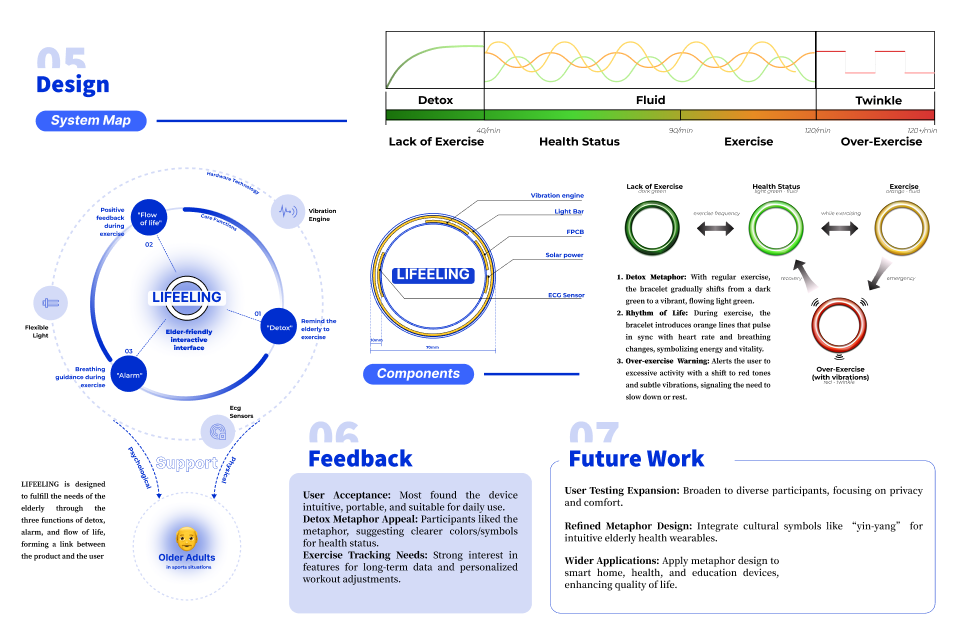 05
Design
System Map
Hardware Technology
Core Functions
Positive
feedback
during
exercise
"Flow
of life"
02
Vibration
Engine
LIFEELING
Elder-friendly
interactive
interface
01
"Detox"
Remind the
elderly to
exercise
Flexible
Light
03
Breathing
guidance during
exercise
"Alarm"
Ecg
Sensors
Psychological
Support
Physical
LIFEELING is designed
to fulfill the needs of the
elderly through the
three functions of detox,
alarm, and flow of life,
forming a link between
the product and the user
Older Adults
in sports situations
Detox
Fluid
Twinkle
40/min
90/min
120/min
120+/min
Lack of Exercise
Health Status
Exercise
Over-Exercise
Vibration engine
Light Bar
FPCB
Solar power
ECG Sensor
LIFEELING
10mm
70mm
Components
Lack of Exercise
dark green
Health Status
light green - fluid
Exercise
orange - fluid
exercise frequency
while exercising
recovery
emergency
Over-Exercise
(with vibrations)
red - twinkle
1. Detox Metaphor: With regular exercise,
the bracelet gradually shifts from a dark
green to a vibrant, flowing light green.
2. Rhythm of Life: During exercise, the
bracelet introduces orange lines that pulse
in sync with heart rate and breathing
changes, symbolizing energy and vitality.
3. Over-exercise Warning: Alerts the user to
excessive activity with a shift to red tones
and subtle vibrations, signaling the need to
slow down or rest.
06
Feedback
User Acceptance: Most found the device
intuitive, portable, and suitable for daily use.
Detox Metaphor Appeal: Participants liked the
metaphor, suggesting clearer colors/symbols
for health status.
Exercise Tracking Needs: Strong interest in
features for long-term data and personalized
workout adjustments.
07
Future Work
User Testing Expansion: Broaden to diverse participants, focusing on privacy
and comfort.
Refined Metaphor Design: Integrate cultural symbols like “yin-yang” for
intuitive elderly health wearables.
Wider Applications: Apply metaphor design to
smart home, health, and education devices,
enhancing quality of life.